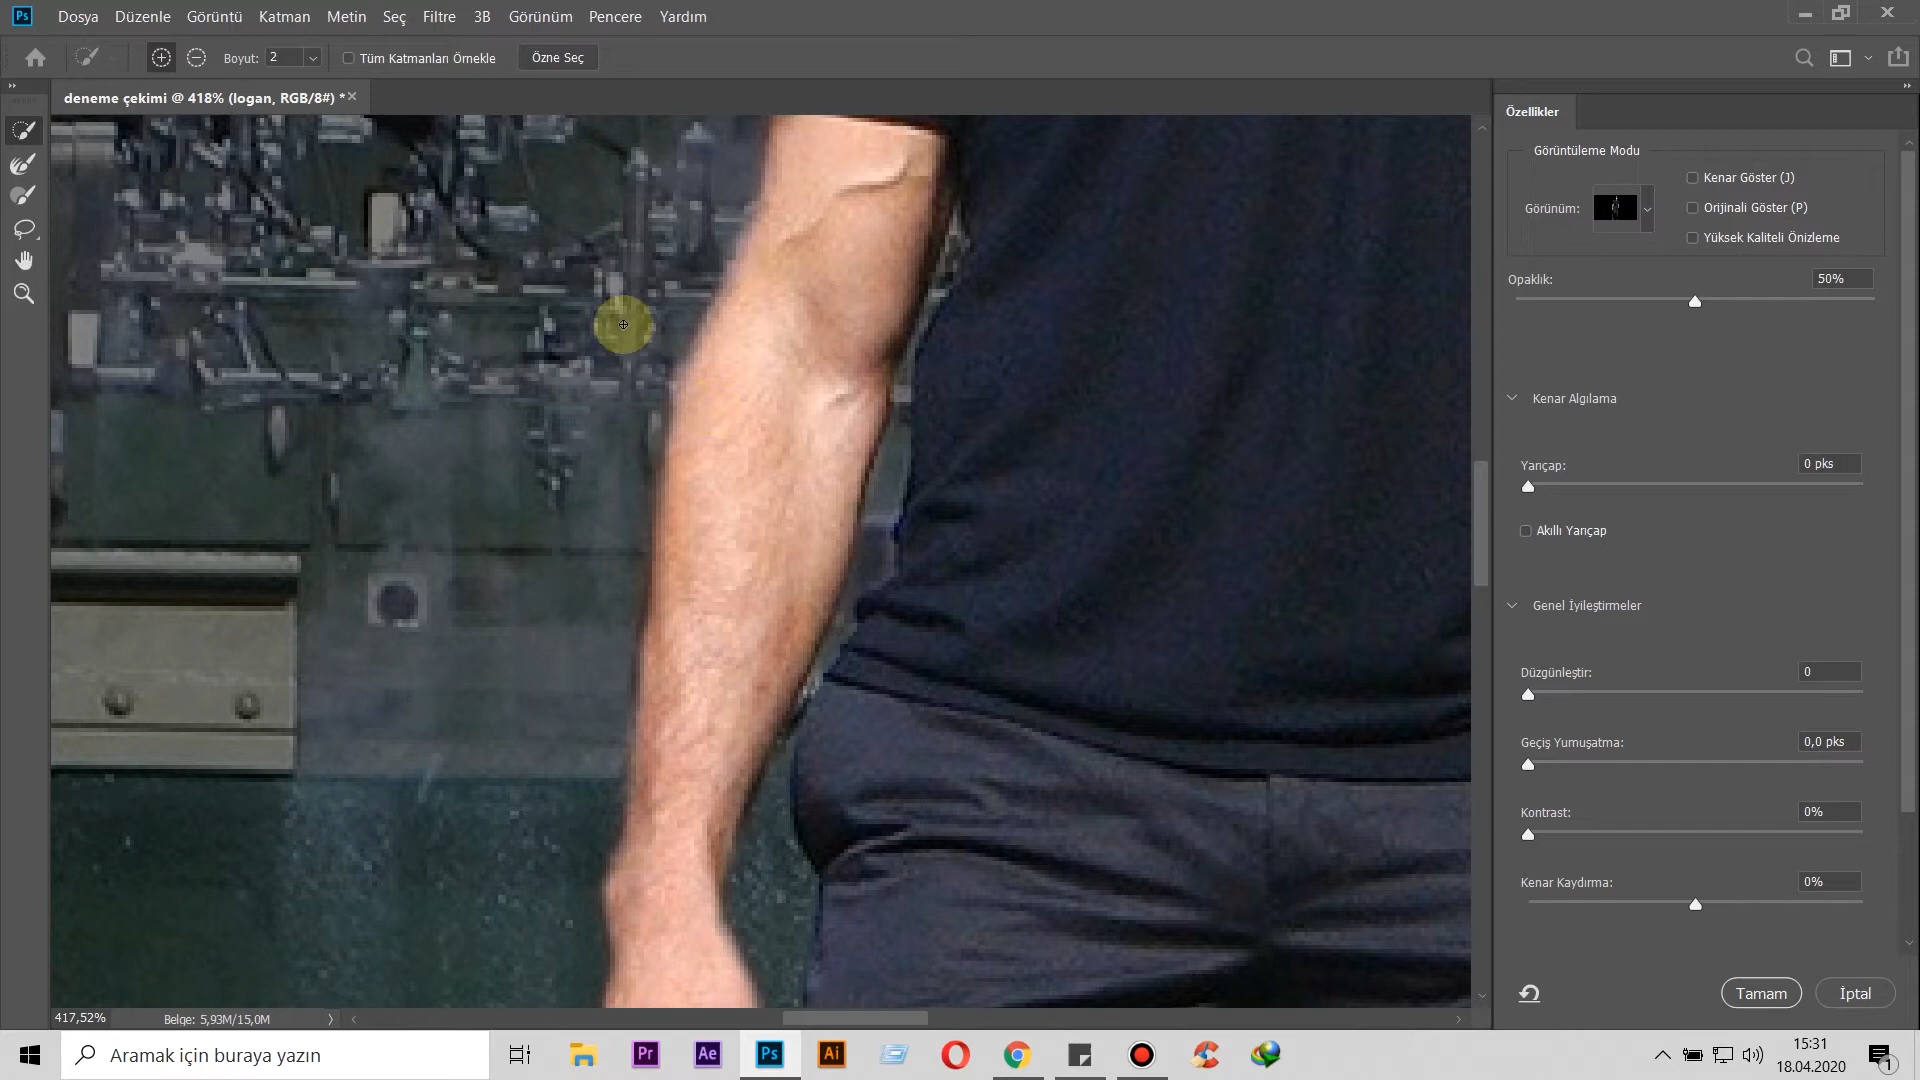 Ps Dosya Düzenle Görüntü Katman Metin Seç Filtre 3B Görünüm Pencere Yardım
Boyut: 2 Tüm Katmanları Örnekle Özne Seç
deneme çekimi @ 418% (logan, RGB/8#) *
Özellikler
Görüntüleme Modu
Kenar Göster (J)
Görünüm:
Orijinali Göster (P)
Yüksek Kaliteli Önizleme
Opaklık: 50%
Kenar Algılama
Yarıçap: 0 pks
Akıllı Yarıçap
Genel İyileştirmeler
Düzgünleştir: 0
Geçiş Yumuşatma: 0,0 pks
Kontrast: 0%
Kenar Kaydırma: 0%
Tamam İptal
417,52% Belge: 5,93M/15,0M
Aramak için buraya yazın Pr Ae Ps Ai
15:31
18.04.2020
1